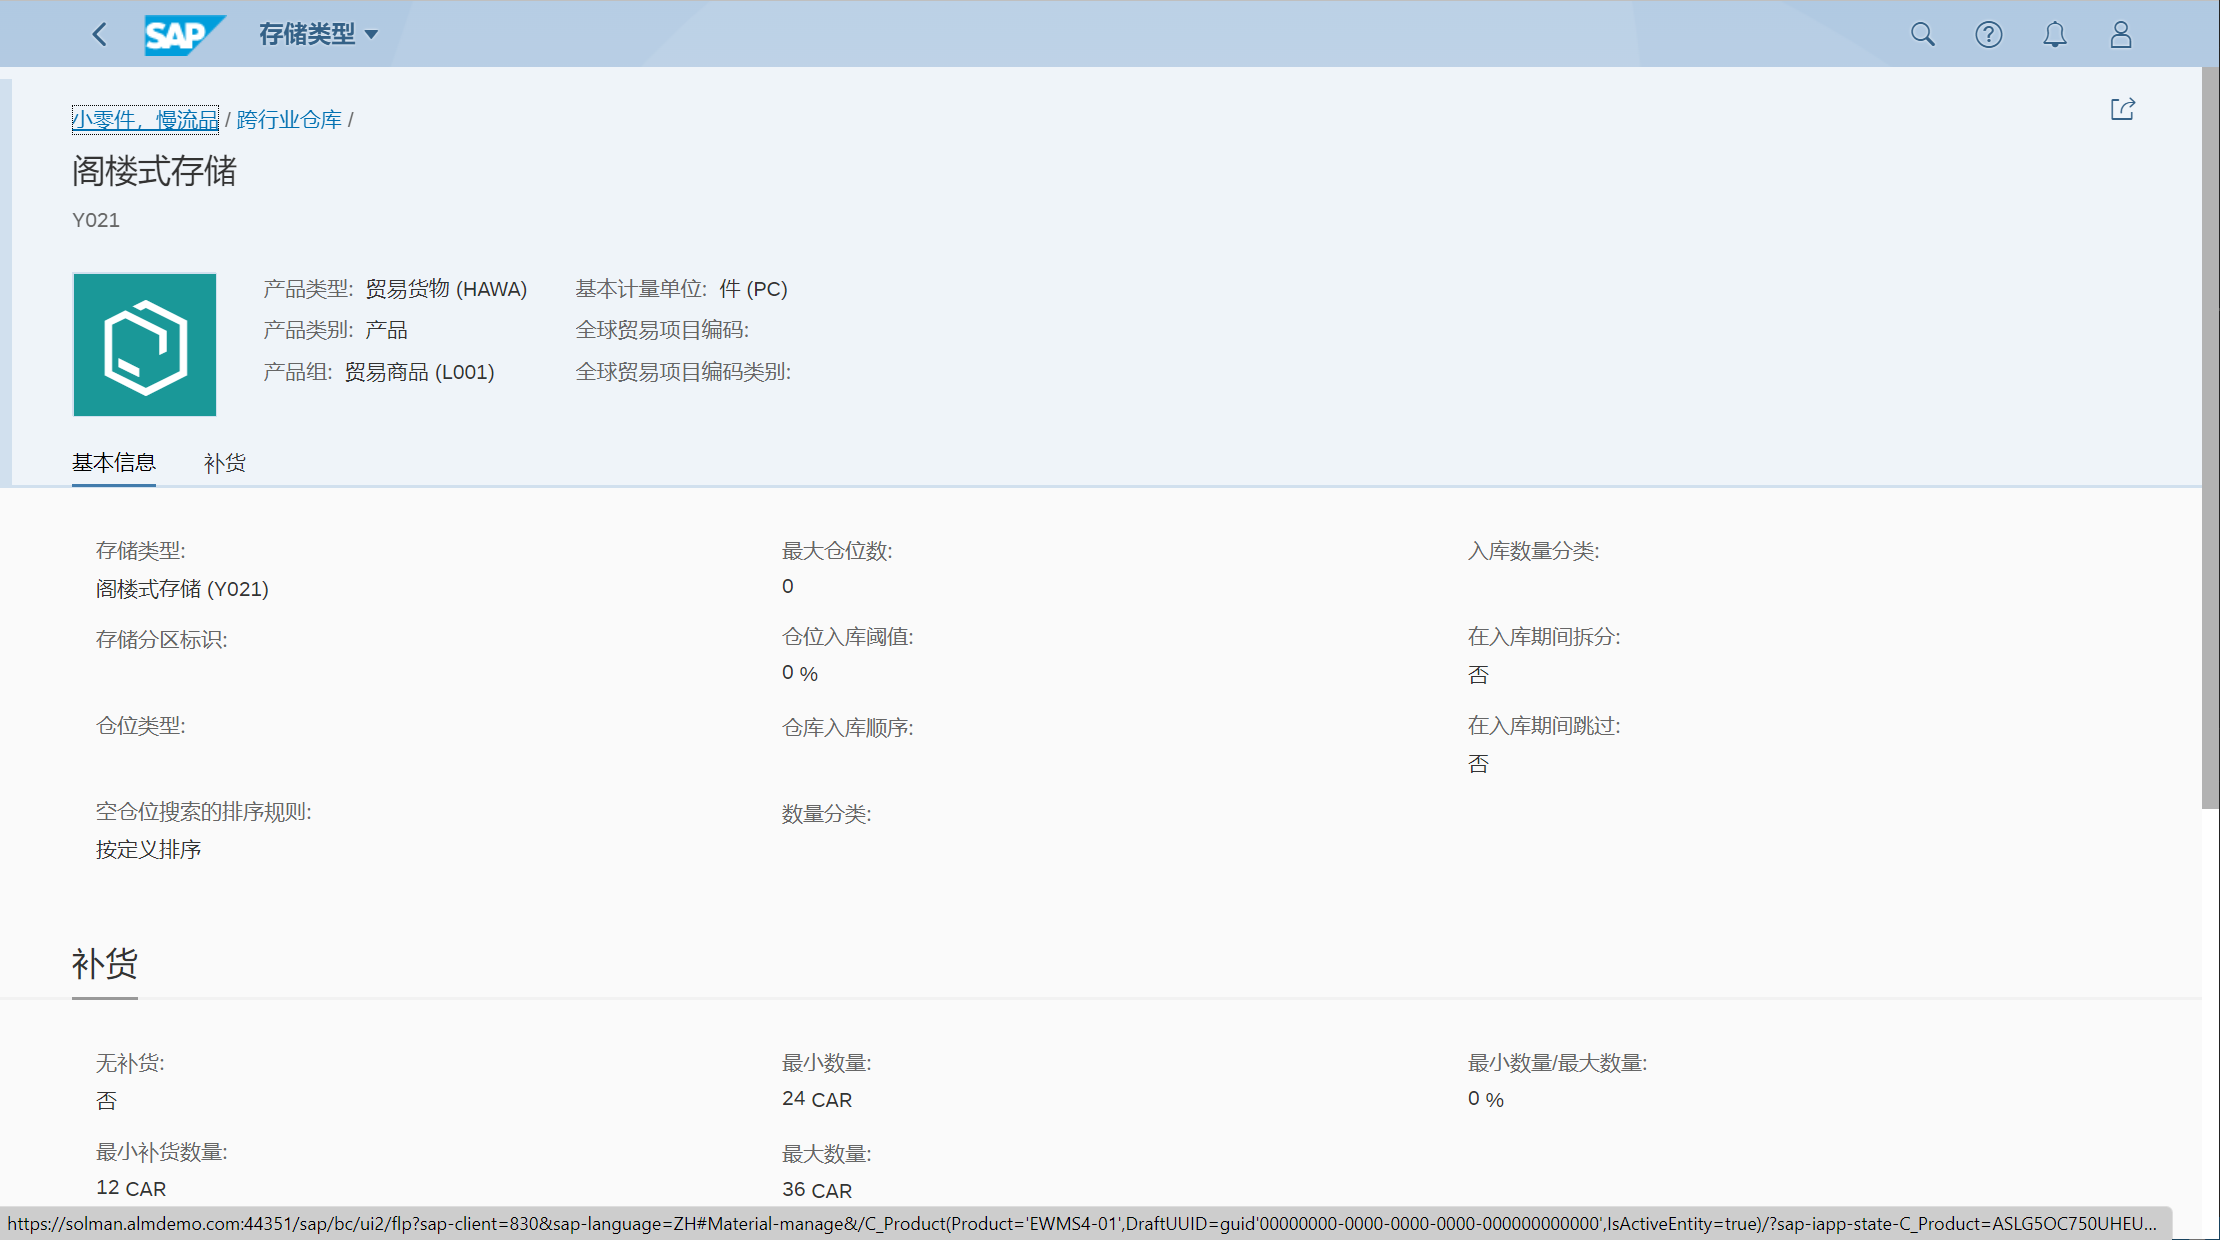 SAP 存储类型
小零件，慢流品 / 跨行业仓库 /
阁楼式存储
Y021
产品类型: 贸易货物 (HAWA)
产品类别: 产品
产品组: 贸易商品 (L001)
基本计量单位: 件 (PC)
全球贸易项目编码:
全球贸易项目编码类别:
基本信息 补货
存储类型:
阁楼式存储 (Y021)
存储分区标识:
仓位类型:
空仓位搜索的排序规则:
按定义排序
最大仓位数:
0
仓位入库阈值:
0 %
仓库入库顺序:
数量分类:
入库数量分类:
在入库期间拆分:
否
在入库期间跳过:
否
补货
无补货:
否
最小补货数量:
12 CAR
最小数量:
24 CAR
最大数量:
36 CAR
最小数量/最大数量:
0 %
https://solman.almdemo.com:44351/sap/bc/ui2/flp?sap-client=830&sap-language=ZH#Material-manage&/C_Product(Product='EWMS4-01',DraftUUID=guid'00000000-0000-0000-0000-000000000000',IsActiveEntity=true)/?sap-iapp-state-C_Product=ASLG5OC750UHEU...